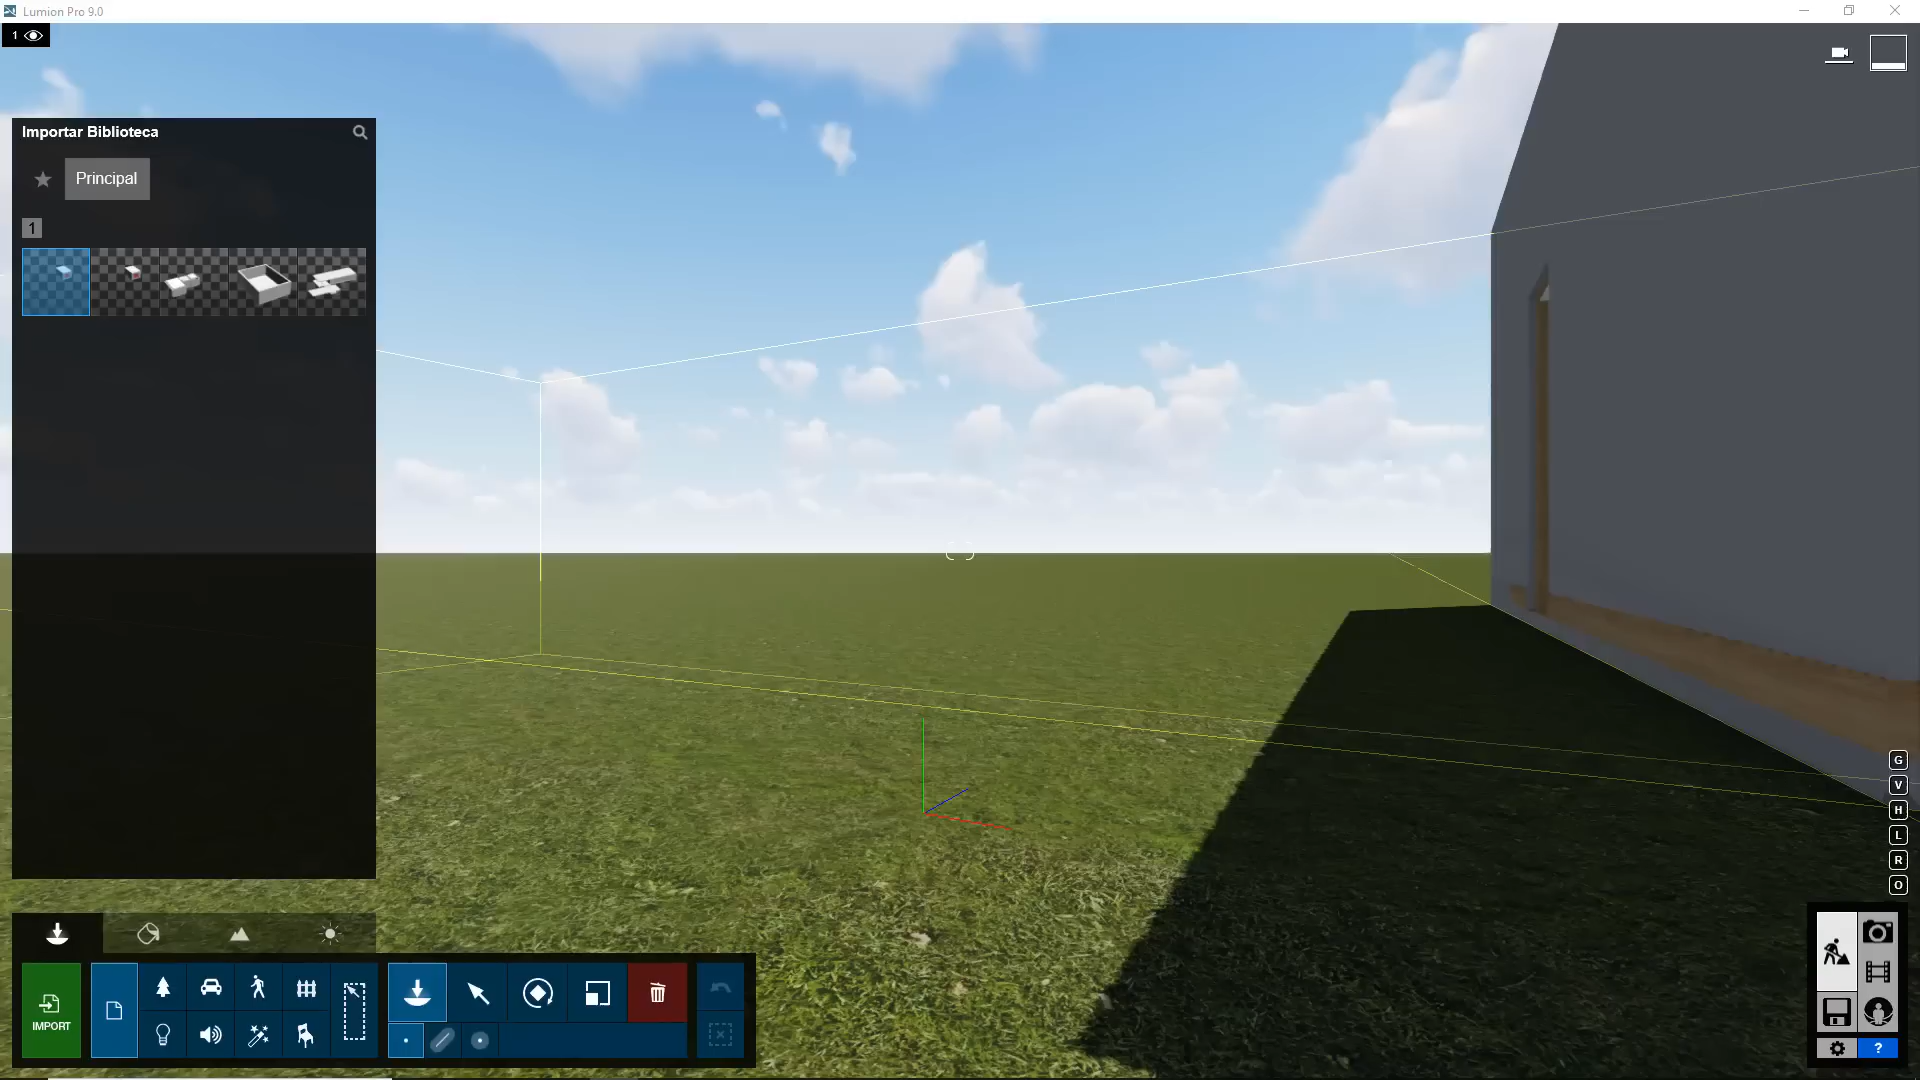 Lumion Pro 9.0
1
Importar Biblioteca
Principal
1
G
V
H
L
R
O
IMPORT
?